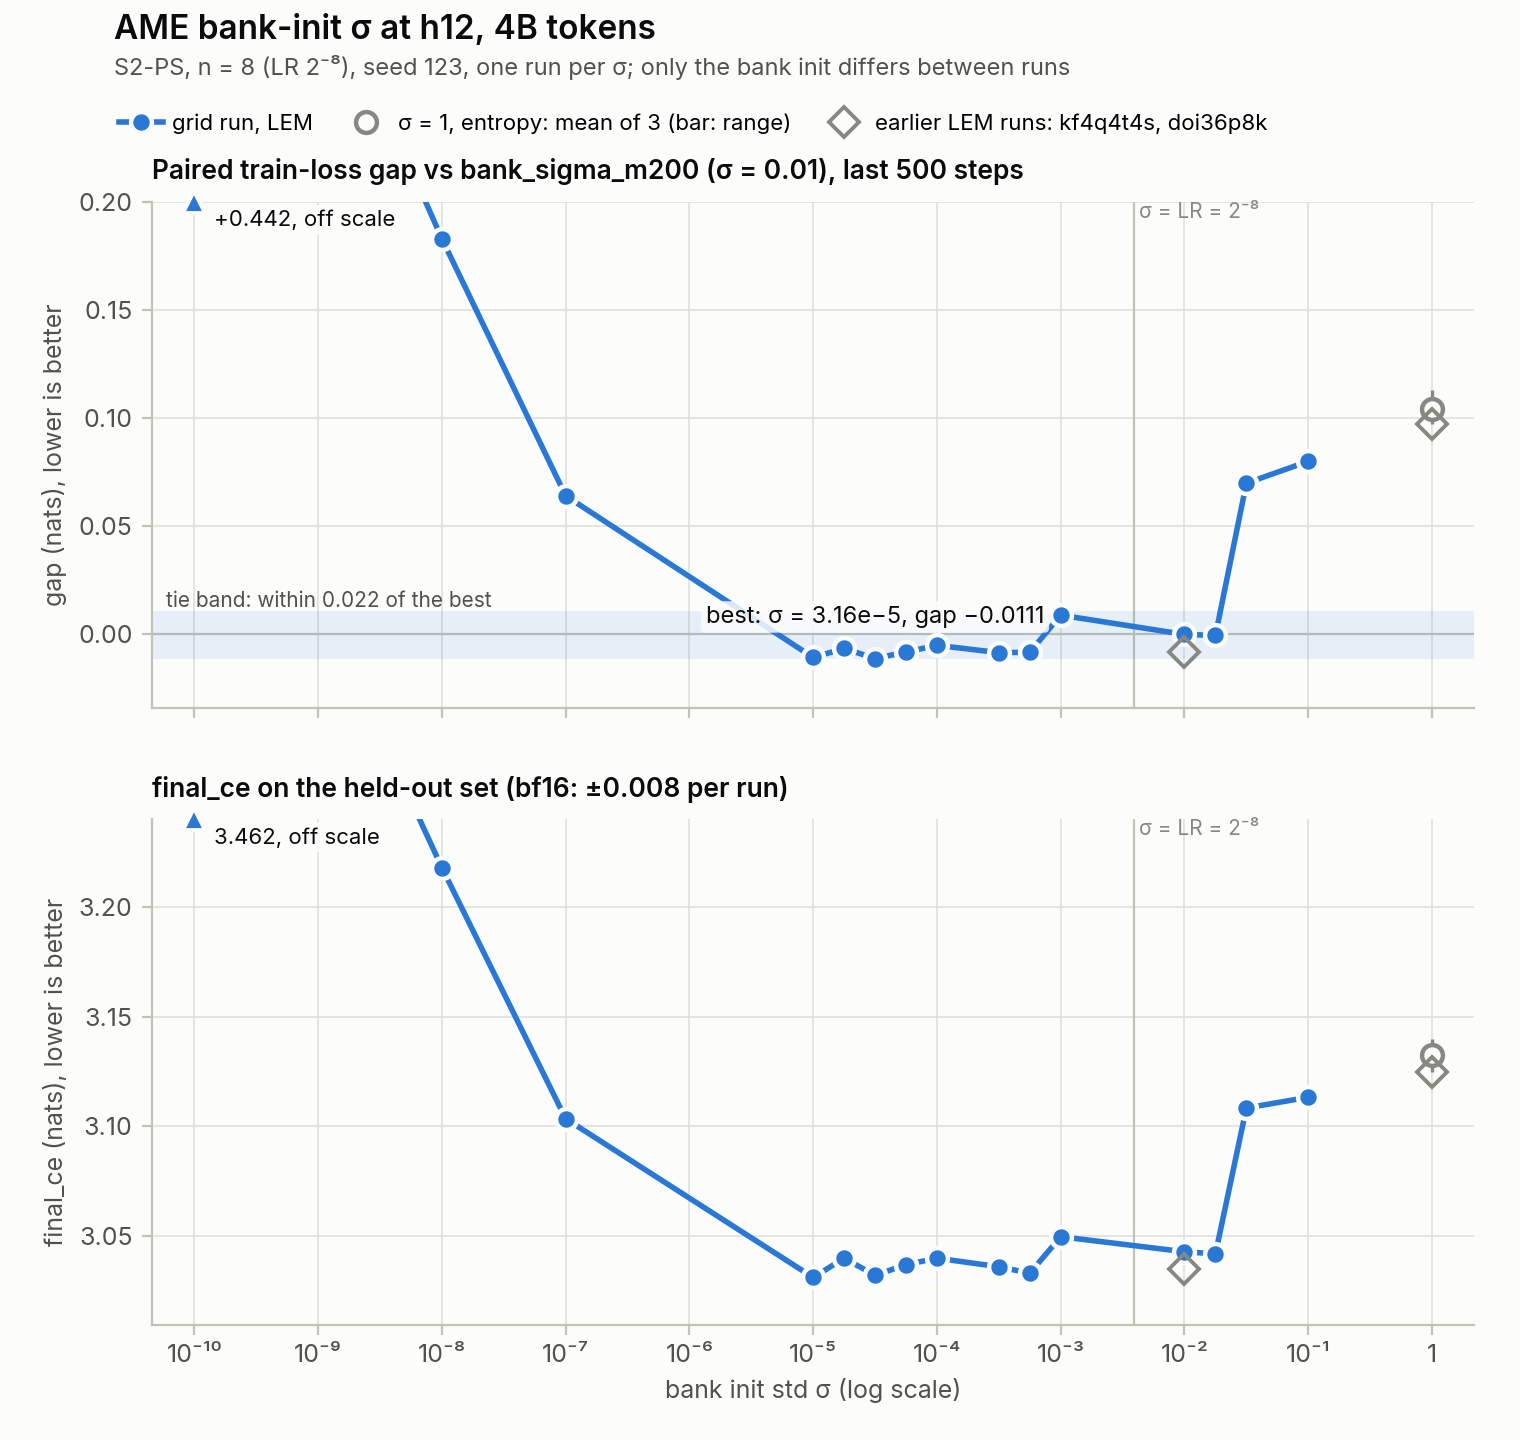 AME bank-init σ at h12, 4B tokens
S2-PS, n = 8 (LR 2⁻⁸), seed 123, one run per σ; only the bank init differs between runs
grid run, LEM
σ = 1, entropy: mean of 3 (bar: range)
earlier LEM runs: kf4q4t4s, doi36p8k
Paired train-loss gap vs bank_sigma_m200 (σ = 0.01), last 500 steps
gap (nats), lower is better
0.20
0.15
0.10
0.05
0.00
+0.442, off scale
σ = LR = 2⁻⁸
tie band: within 0.022 of the best
best: σ = 3.16e−5, gap −0.0111
final_ce on the held-out set (bf16: ±0.008 per run)
final_ce (nats), lower is better
3.20
3.15
3.10
3.05
3.462, off scale
σ = LR = 2⁻⁸
10⁻¹⁰
10⁻⁹
10⁻⁸
10⁻⁷
10⁻⁶
10⁻⁵
10⁻⁴
10⁻³
10⁻²
10⁻¹
1
bank init std σ (log scale)